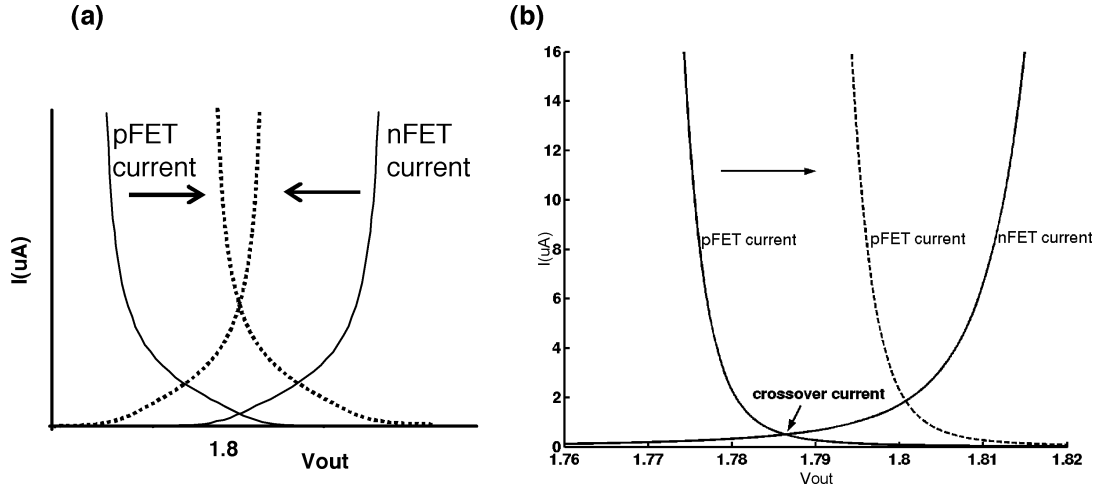 (a)
pFET
current
nFET
current
I(uA)
1.8
Vout
(b)
16
14
12
10
8
6
4
2
0
I(uA)
pFET current
pFET current
nFET current
crossover current
1.76
1.77
1.78
1.79
1.8
1.81
1.82
Vout